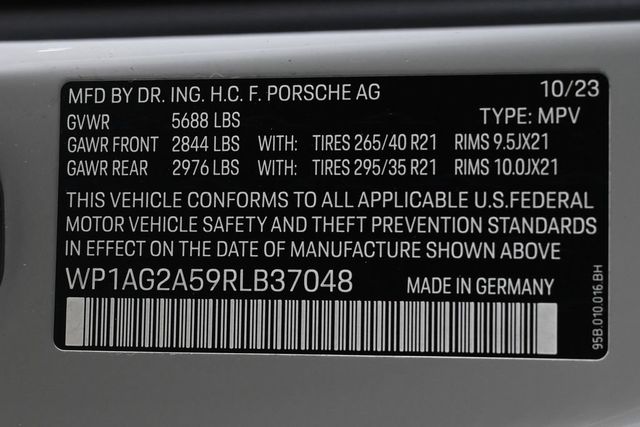 MFD BY DR. ING. H.C. F. PORSCHE AG 10/23
GVWR 5688 LBS TYPE: MPV
GAWR FRONT 2844 LBS WITH: TIRES 265/40 R21 RIMS 9.5JX21
GAWR REAR 2976 LBS WITH: TIRES 295/35 R21 RIMS 10.0JX21
THIS VEHICLE CONFORMS TO ALL APPLICABLE U.S.FEDERAL
MOTOR VEHICLE SAFETY AND THEFT PREVENTION STANDARDS
IN EFFECT ON THE DATE OF MANUFACTURE SHOWN ABOVE.
WP1AG2A59RLB37048 MADE IN GERMANY
95B.010.016.BH